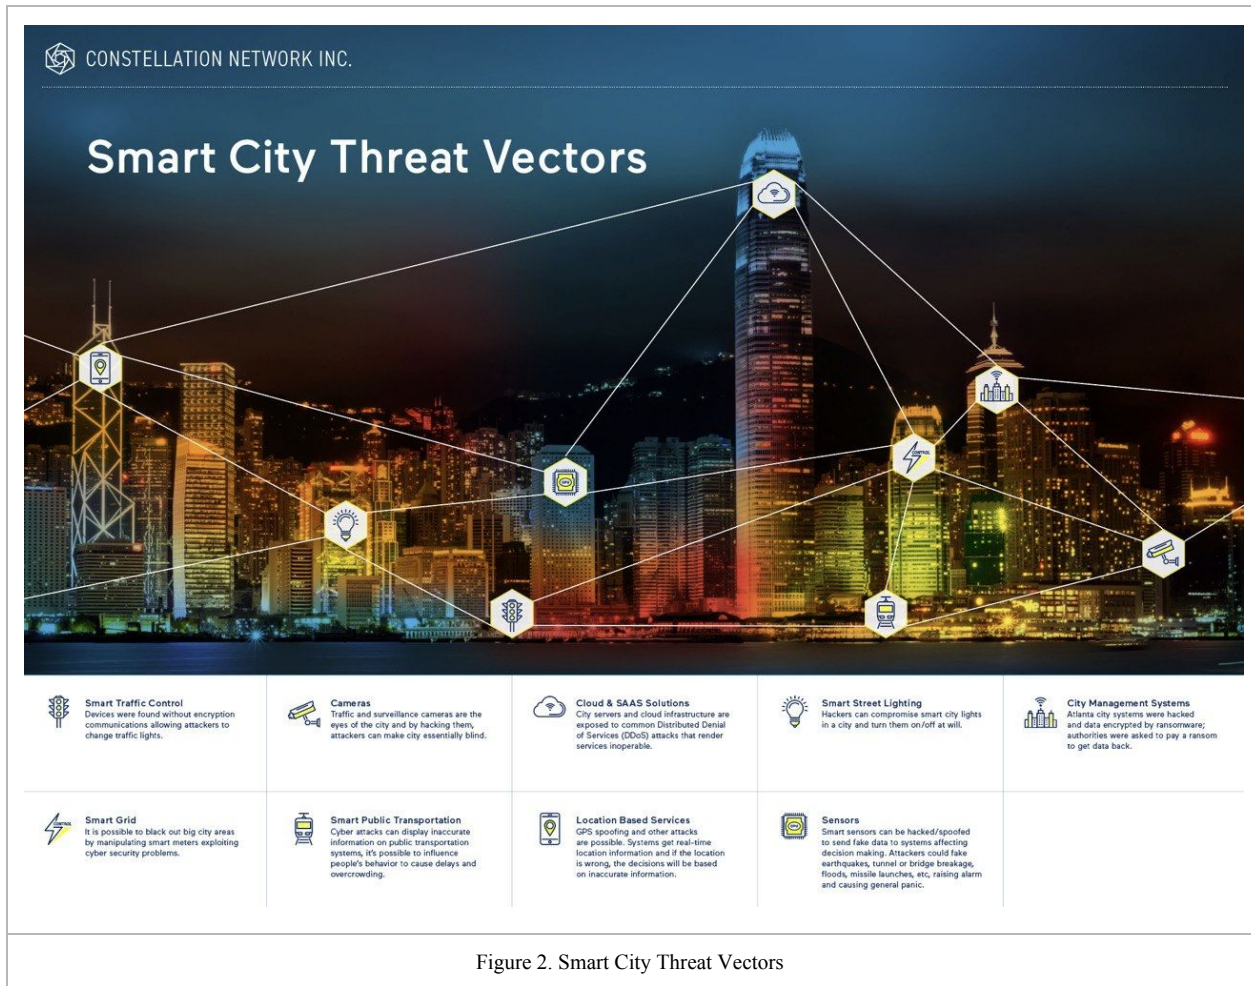 CONSTELLATION NETWORK INC.
Smart City Threat Vectors
CONTROL
Smart Traffic Control
Devices were found without encryption
communications allowing attackers to
change traffic lights.
Cameras
Traffic and surveillance cameras are the
eyes of the city and by hacking them,
attackers can make city essentially blind.
Cloud & SAAS Solutions
City servers and cloud infrastructure are
exposed to common Distributed Denial
of Services (DDoS) attacks that render
services inoperable.
Smart Street Lighting
Hackers can compromise smart city lights
in a city and turn them on/off at will.
City Management Systems
Atlanta city systems were hacked
and data encrypted by ransomware;
authorities were asked to pay a ransom
to get data back.
CONTROL
Smart Grid
It is possible to black out big city areas
by manipulating smart meters exploiting
cyber security problems.
Smart Public Transportation
Cyber attacks can display inaccurate
information on public transportation
systems, it's possible to influence
people's behavior to cause delays and
overcrowding.
Location Based Services
GPS spoofing and other attacks
are possible. Systems get real-time
location information and if the location
is wrong, the decisions will be based
on inaccurate information.
Sensors
Smart sensors can be hacked/spoofed
to send fake data to systems affecting
decision making. Attackers could fake
earthquakes, tunnel or bridge breakage,
floods, missile launches, etc, raising alarm
and causing general panic.
Figure 2. Smart City Threat Vectors